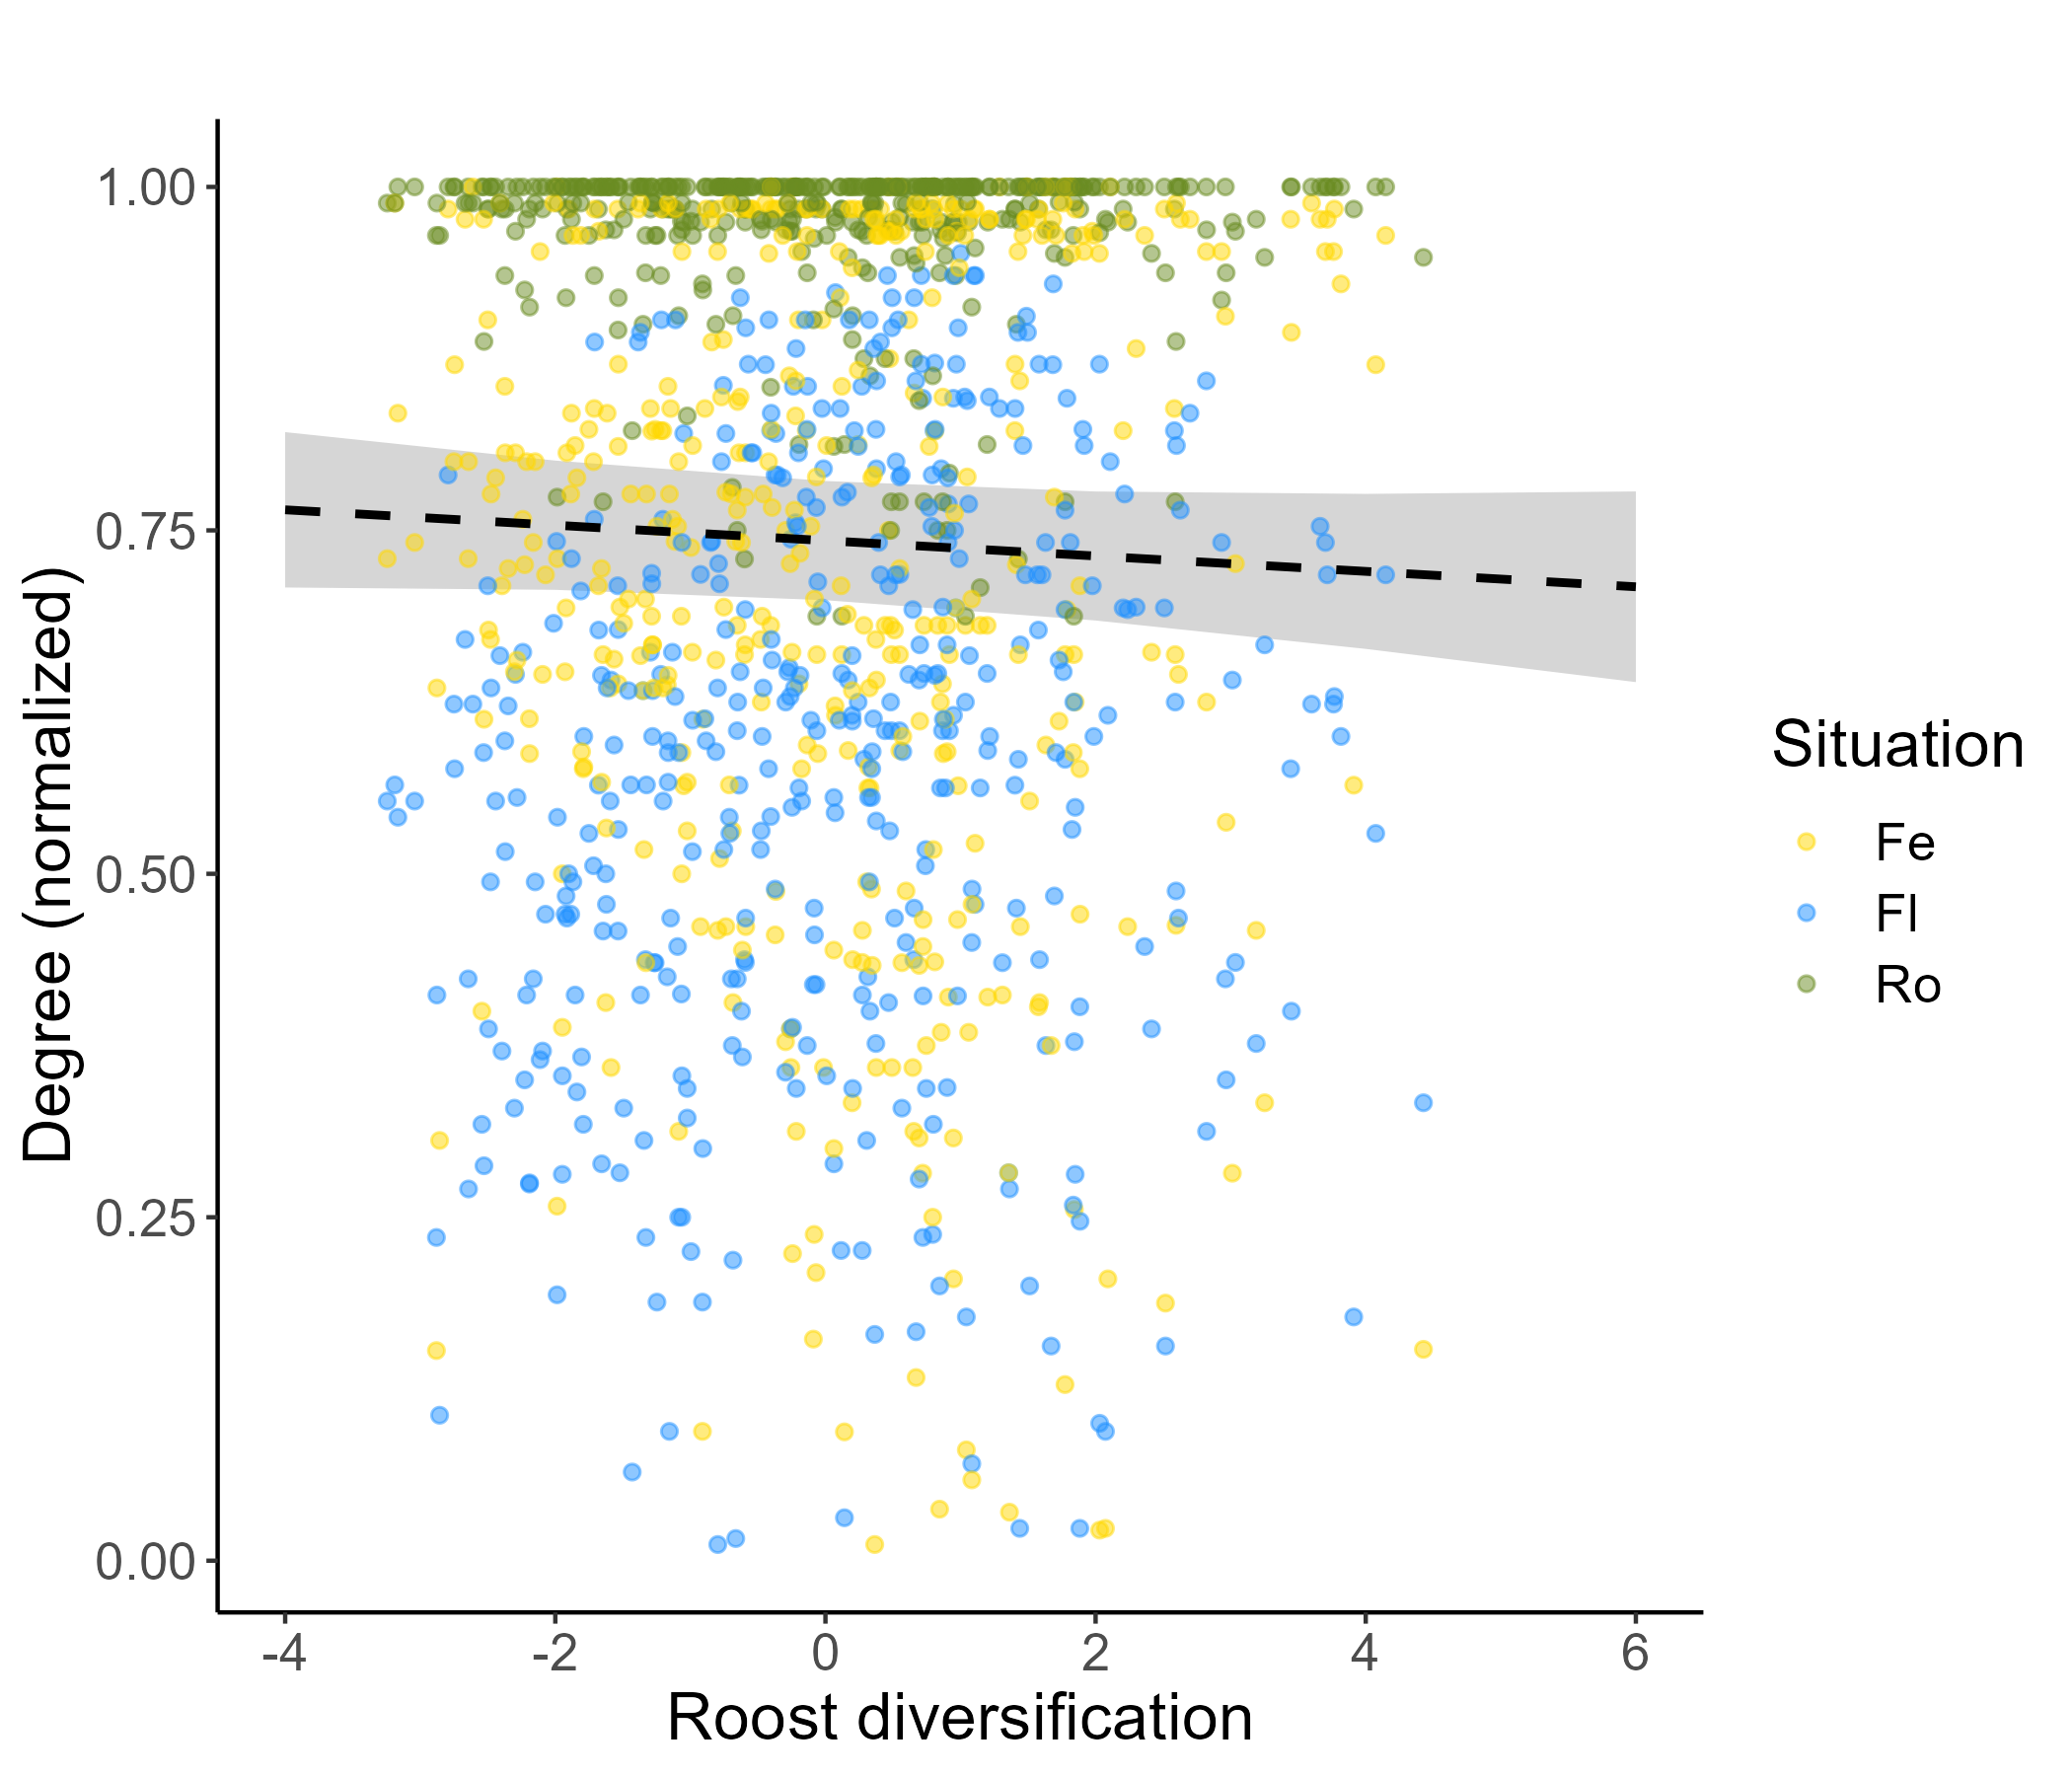 Degree (normalized)
1.00
0.75
0.50
0.25
0.00
-4 -2 0 2 4 6
Roost diversification
Situation
Fe
Fl
Ro